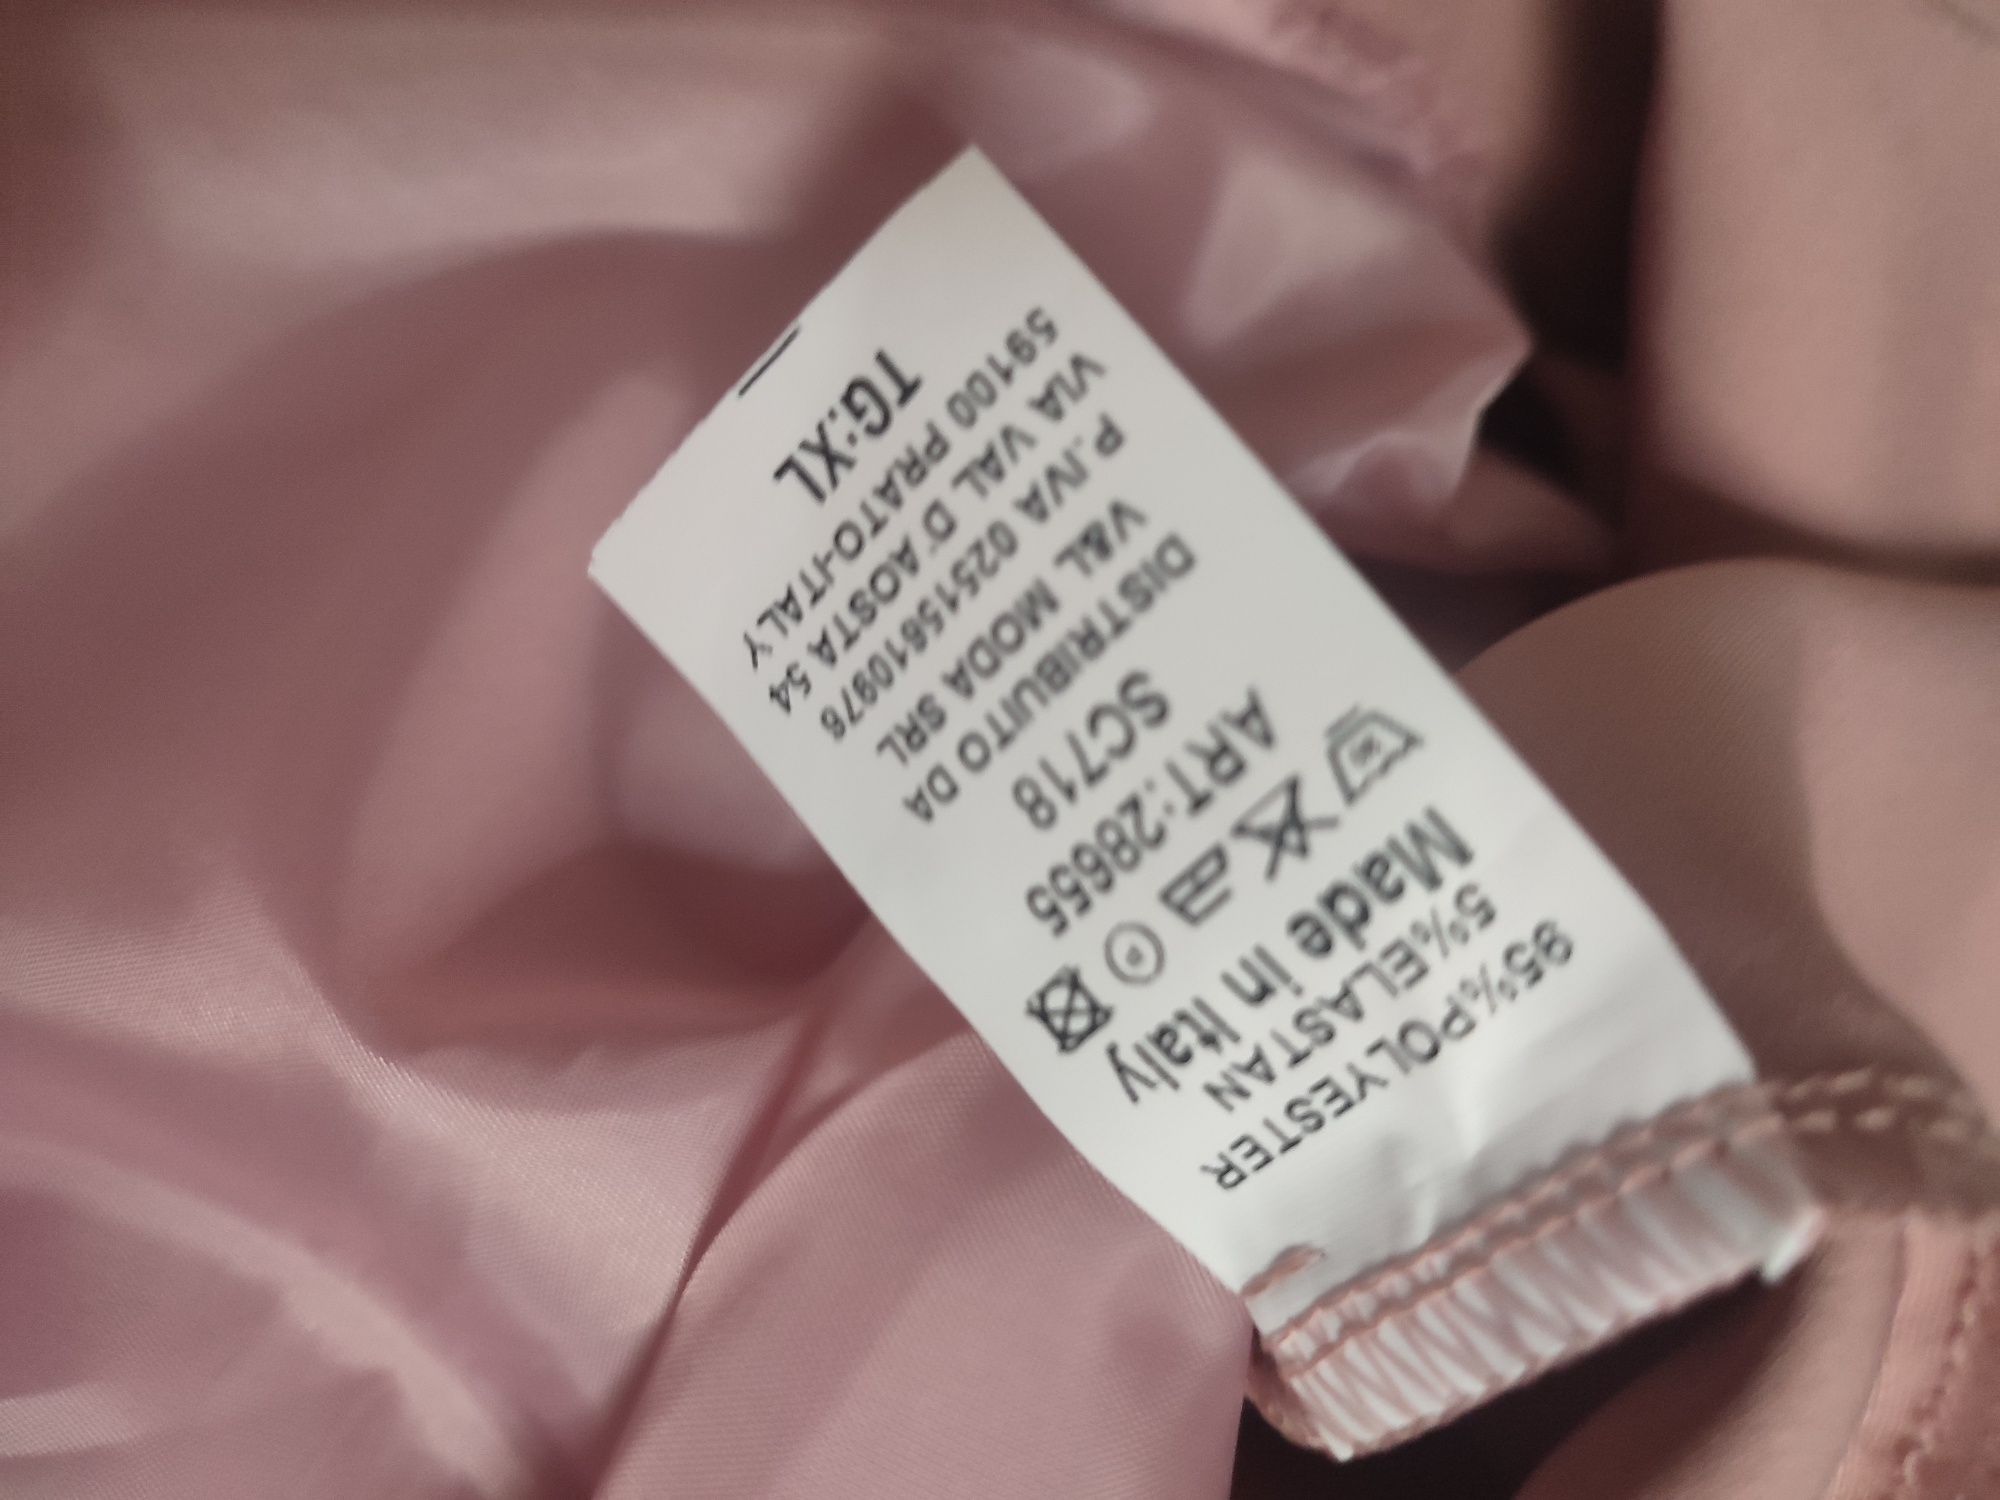 95%POLYESTER
5%ELASTAN
Made in Italy
ART:28655
SC718
DISTRIBUITO DA
V&L MODA SRL
P.IVA 02515610976
VIA VAL D'AOSTA 54
59100 PRATO-ITALY
TG:XL